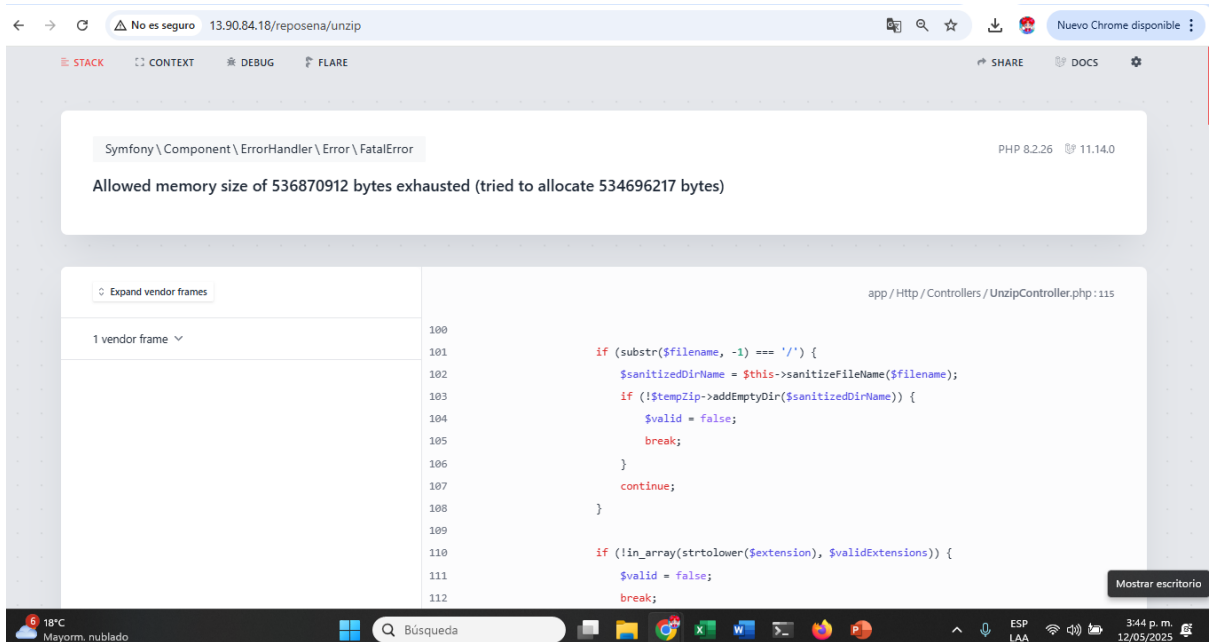 No es seguro 13.90.84.18/reposena/unzip Nuevo Chrome disponible
STACK CONTEXT DEBUG FLARE SHARE DOCS
Symfony \ Component \ ErrorHandler \ Error \ FatalError PHP 8.2.26 11.14.0
Allowed memory size of 536870912 bytes exhausted (tried to allocate 534696217 bytes)
Expand vendor frames
1 vendor frame
app / Http / Controllers / UnzipController.php : 115
100
101 if (substr($filename, -1) === '/') {
102 $sanitizedDirName = $this->sanitizeFileName($filename);
103 if (!$tempZip->addEmptyDir($sanitizedDirName)) {
104 $valid = false;
105 break;
106 }
107 continue;
108 }
109
110 if (!in_array(strtolower($extension), $validExtensions)) {
111 $valid = false;
112 break;
Mostrar escritorio
6 18°C
Mayorm. nublado
Búsqueda
ESP
LAA
3:44 p. m.
12/05/2025